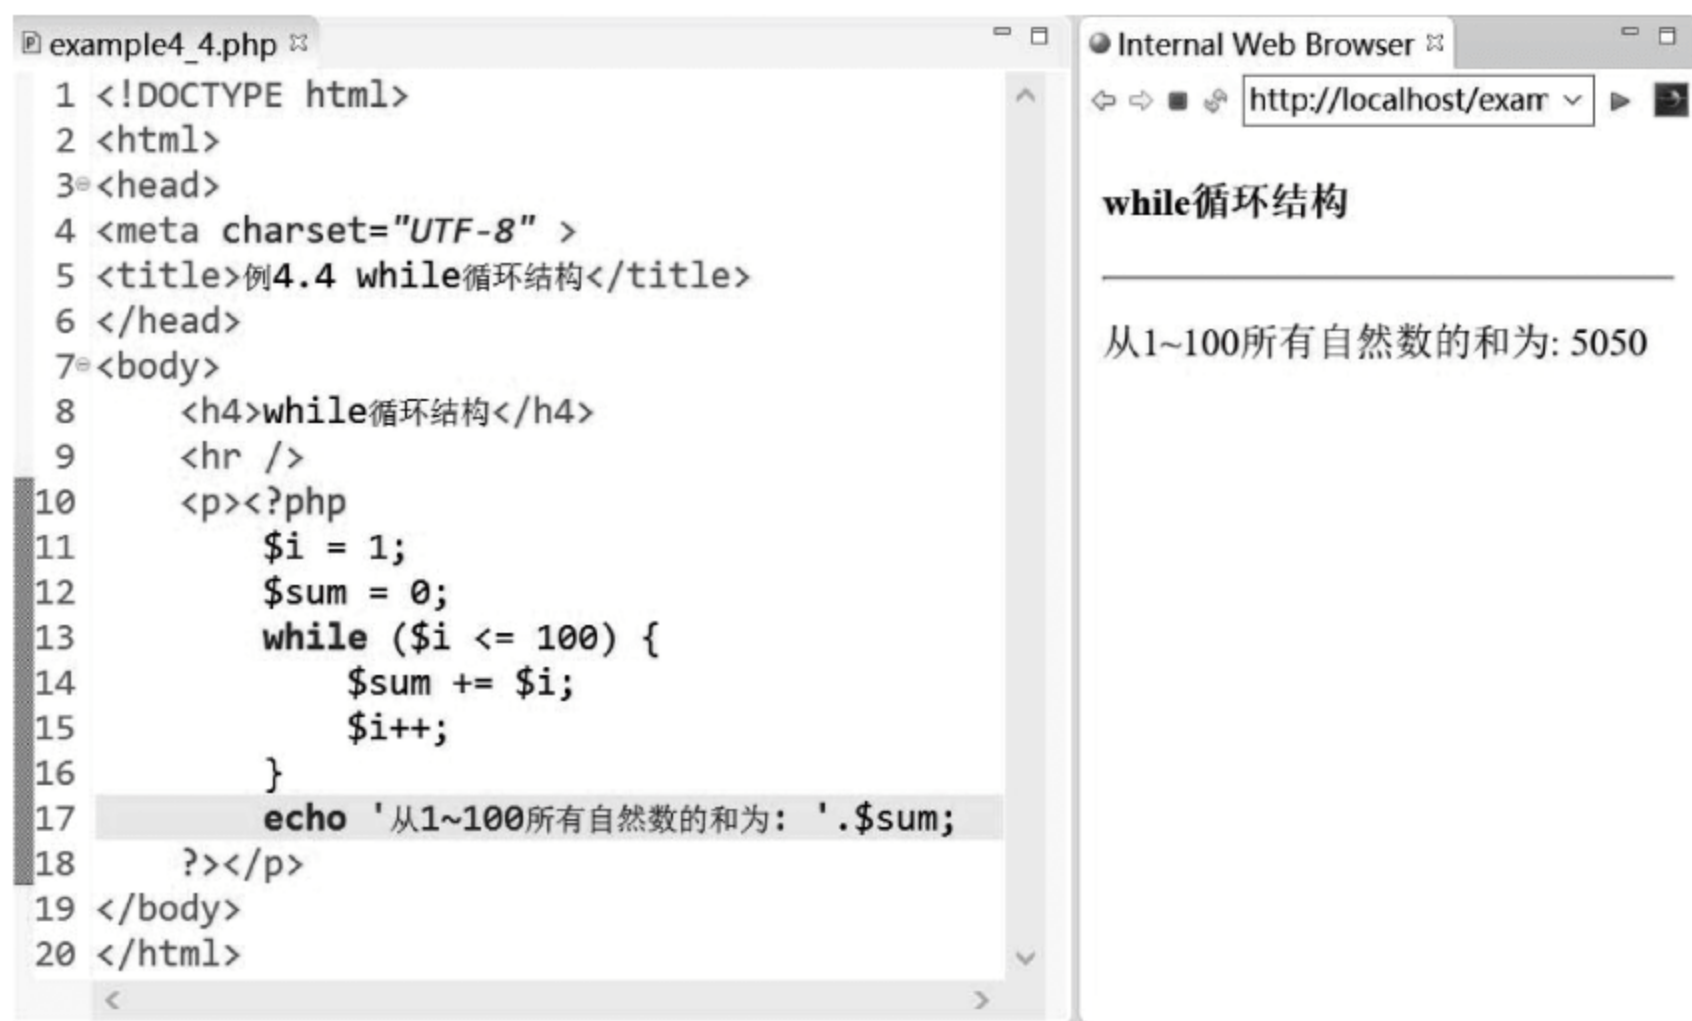 example4_4.php
1 <!DOCTYPE html>
2 <html>
3 <head>
4 <meta charset="UTF-8" >
5 <title>例4.4 while循环结构</title>
6 </head>
7 <body>
8 <h4>while循环结构</h4>
9 <hr />
10 <p><?php
11 $i = 1;
12 $sum = 0;
13 while ($i <= 100) {
14 $sum += $i;
15 $i++;
16 }
17 echo '从1~100所有自然数的和为: '.$sum;
18 ?></p>
19 </body>
20 </html>
Internal Web Browser
http://localhost/exam
while循环结构
从1~100所有自然数的和为: 5050